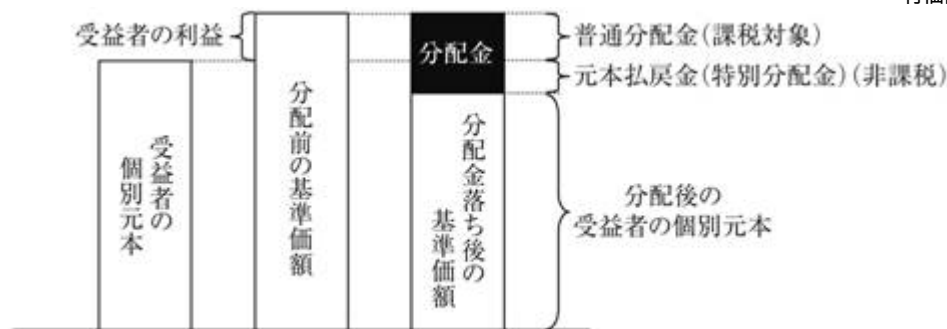 受益者の利益
受益者の
個別元本
分配前の基準価額
分配金
分配金落ち後の
基準価額
普通分配金(課税対象)
元本払戻金(特別分配金)(非課税)
分配後の
受益者の個別元本